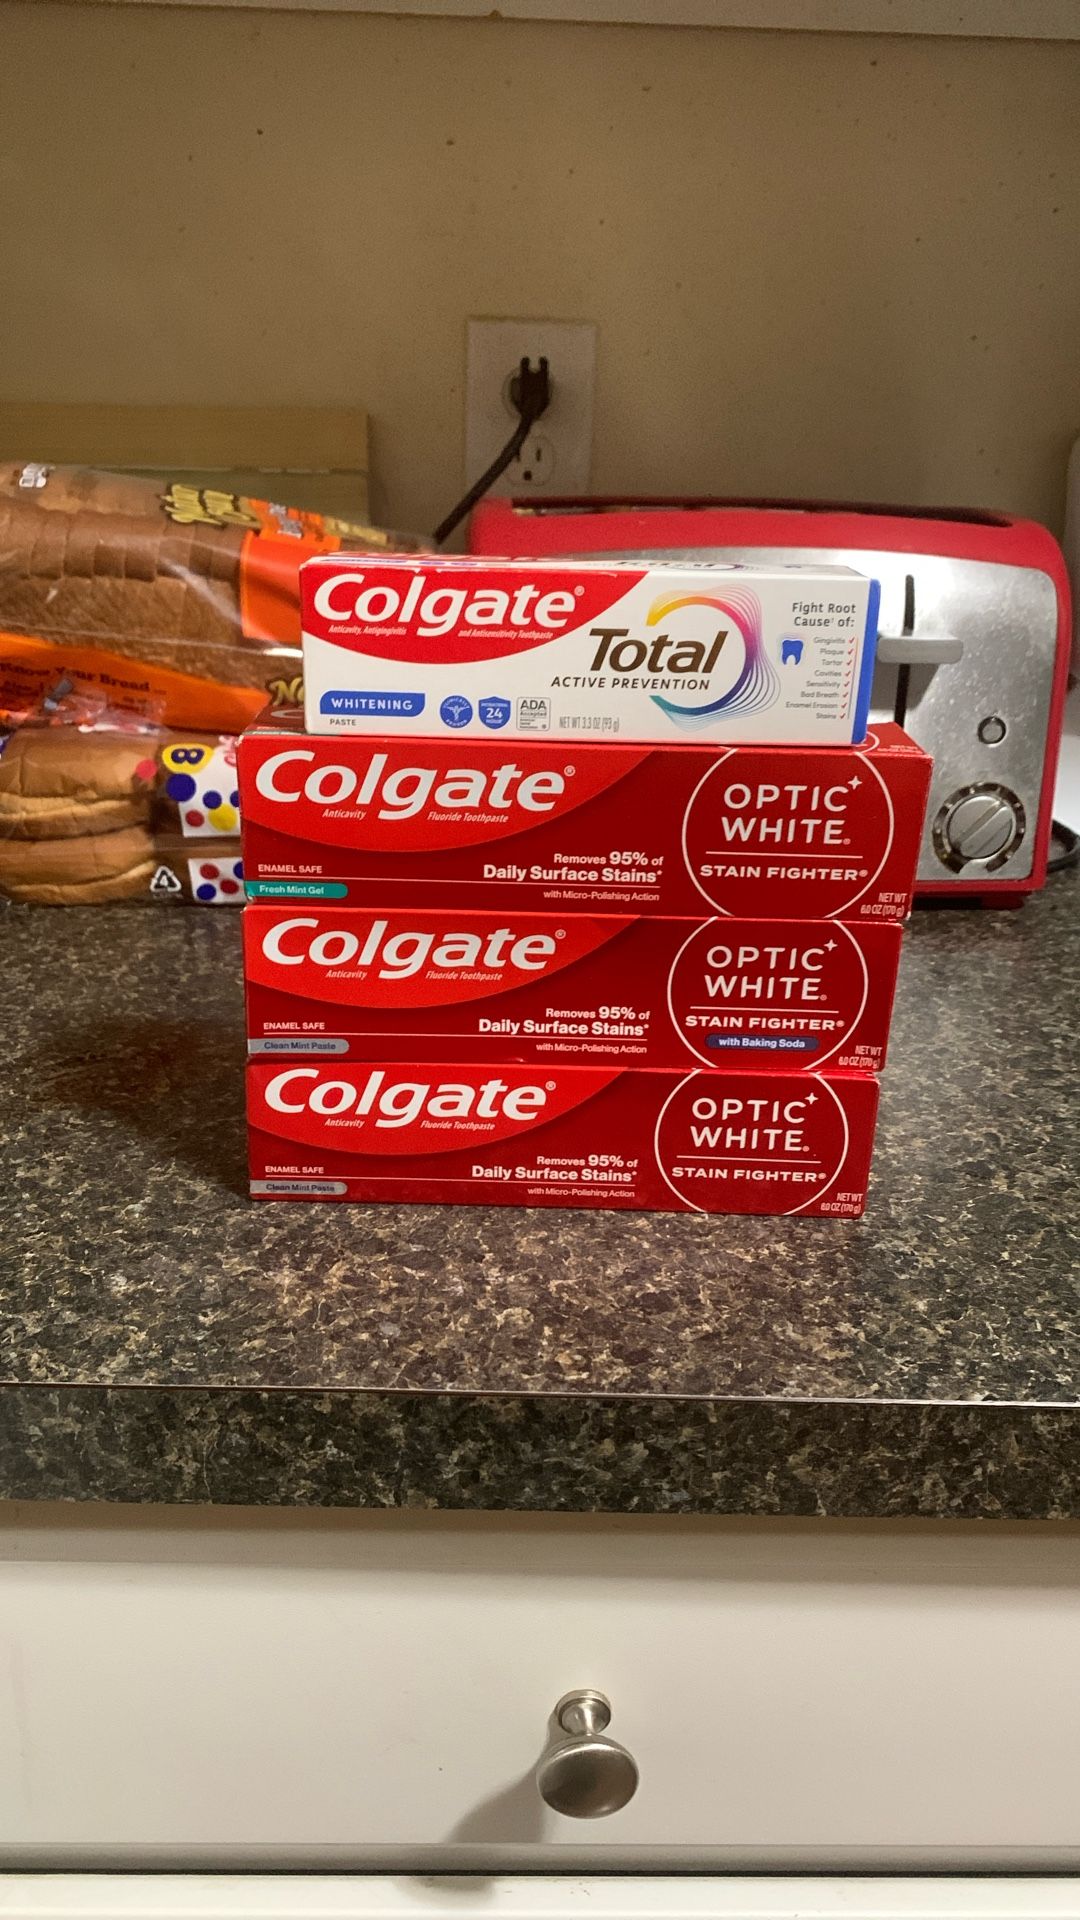 Know Your Bread...
Colgate®
Anticavity, Antigingivitis and Antisensitivity Toothpaste
Total
ACTIVE PREVENTION
WHITENING
PASTE
24
HOUR
ADA
Accepted
NET WT 3.3 OZ (93 g)
Fight Root
Cause† of:
Gingivitis ✓
Plaque ✓
Tartar ✓
Cavities ✓
Sensitivity ✓
Bad Breath ✓
Enamel Erosion ✓
Stains ✓
Colgate®
Anticavity Fluoride Toothpaste
ENAMEL SAFE
Fresh Mint Gel
Removes 95% of
Daily Surface Stains*
with Micro-Polishing Action
OPTIC
WHITE®
STAIN FIGHTER®
NET WT
6.0 OZ (170 g)
Colgate®
Anticavity Fluoride Toothpaste
ENAMEL SAFE
Clean Mint Paste
Removes 95% of
Daily Surface Stains*
with Micro-Polishing Action
OPTIC
WHITE®
STAIN FIGHTER®
with Baking Soda
NET WT
6.0 OZ (170 g)
Colgate®
Anticavity Fluoride Toothpaste
ENAMEL SAFE
Clean Mint Paste
Removes 95% of
Daily Surface Stains*
with Micro-Polishing Action
OPTIC
WHITE®
STAIN FIGHTER®
NET WT
6.0 OZ (170 g)
8
4